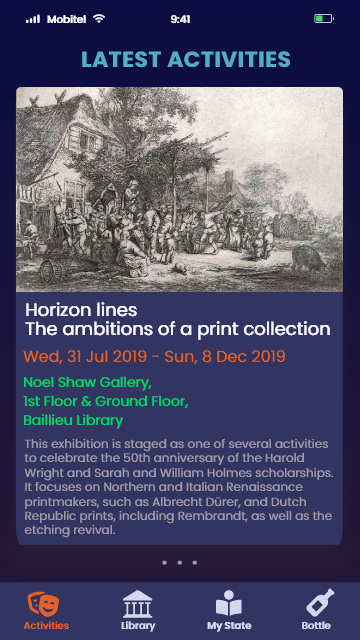 Mobitel 9:41
LATEST ACTIVITIES
Horizon lines
The ambitions of a print collection
Wed, 31 Jul 2019 - Sun, 8 Dec 2019
Noel Shaw Gallery,
1st Floor & Ground Floor,
Baillieu Library
This exhibition is staged as one of several activities
to celebrate the 50th anniversary of the Harold
Wright and Sarah and William Holmes scholarships.
It focuses on Northern and Italian Renaissance
printmakers, such as Albrecht Dürer, and Dutch
Republic prints, including Rembrandt, as well as the
etching revival.
Activities Library My State Bottle